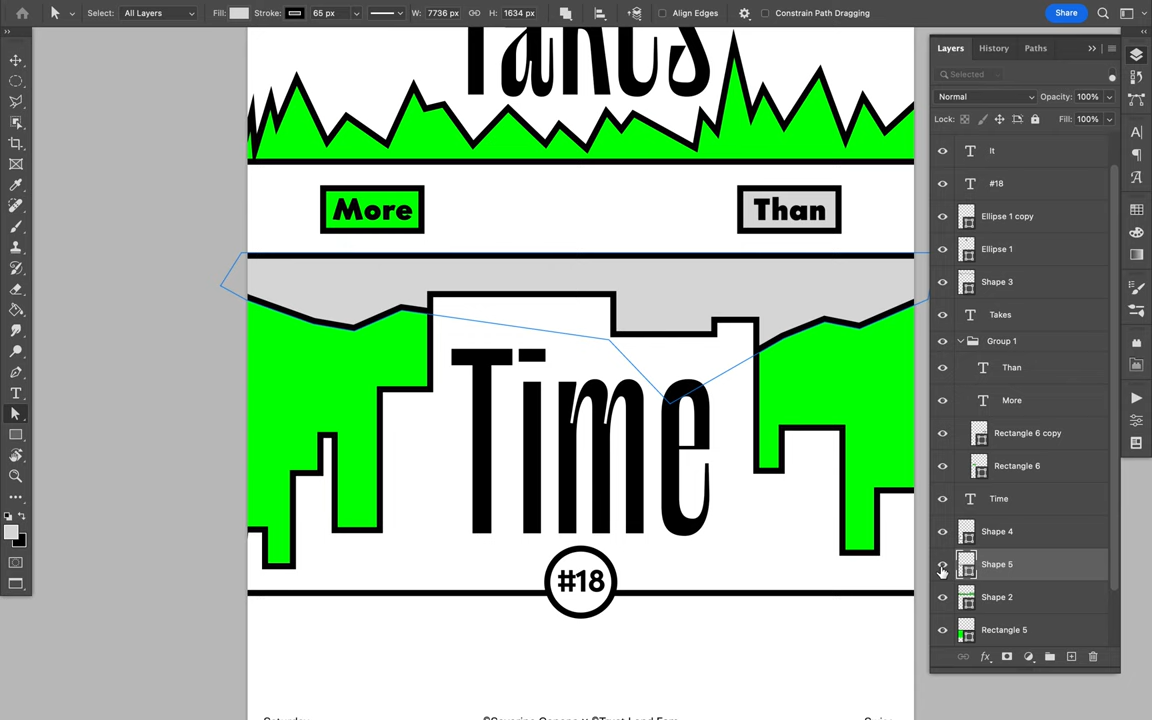 Select:
All Layers
Fill:
Stroke:
65 px
W:
7736 px
H:
1634 px
Align Edges
Constrain Path Dragging
Share
Takes
More
Than
Time
#18
Saturday
Layers
History
Paths
Selected
Normal
Opacity:
100%
Lock:
Fill:
100%
It
#18
Ellipse 1 copy
Ellipse 1
Shape 3
Takes
Group 1
Than
More
Rectangle 6 copy
Rectangle 6
Time
Shape 4
Shape 5
Shape 2
Rectangle 5
fx